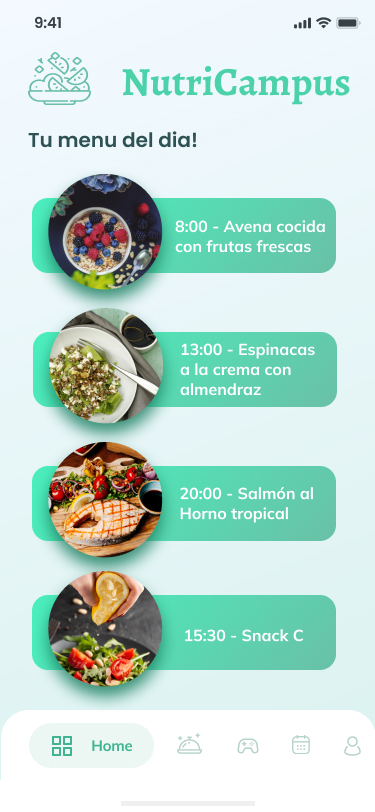 9:41
NutriCampus
Tu menu del dia!
8:00 - Avena cocida
con frutas frescas
13:00 - Espinacas
a la crema con
almendraz
20:00 - Salmón al
Horno tropical
15:30 - Snack C
Home